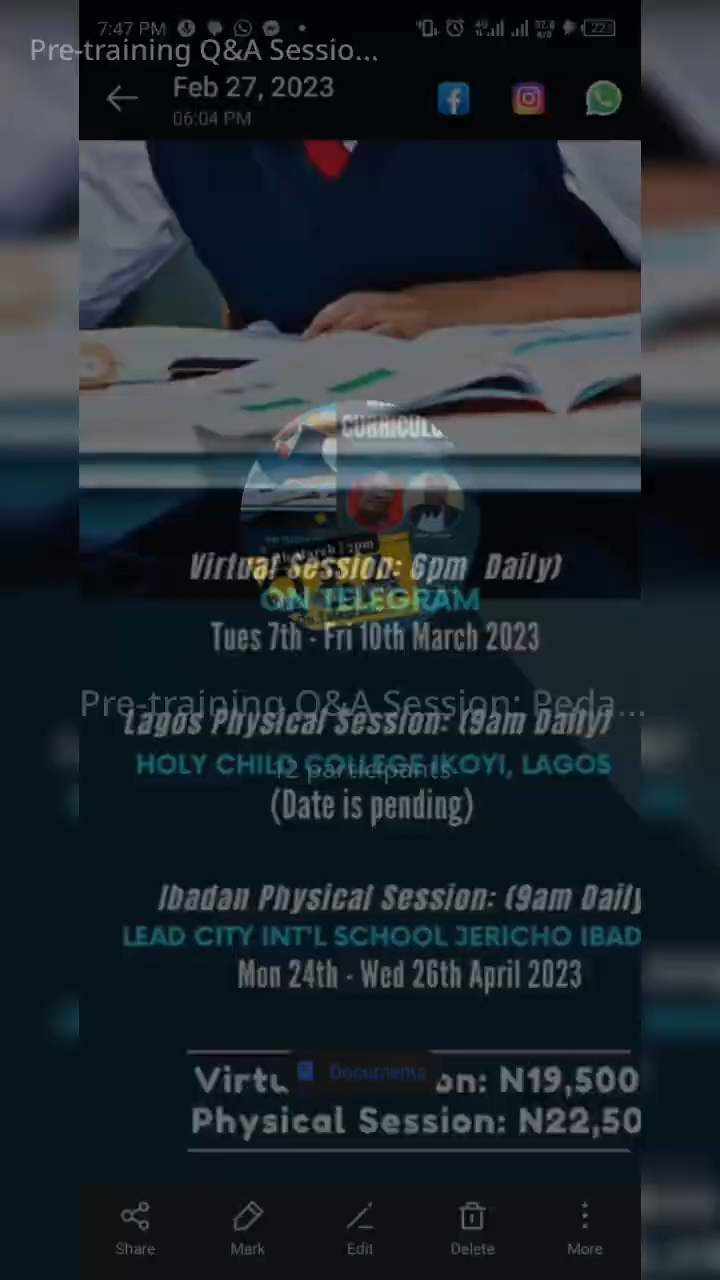 7:47 PM
Pre-training Q&A Sessio...
Feb 27, 2023
06:04 PM
CURRICULU
March | 2pm
Virtual Session: 6pm Daily)
ON TELEGRAM
Tues 7th - Fri 10th March 2023
Pre-training Q&A Session: Peda...
Lagos Physical Session: (9am Daily)
HOLY CHILD COLLEGE IKOYI, LAGOS
12 participants
(Date is pending)
Ibadan Physical Session: (9am Daily
LEAD CITY INT'L SCHOOL JERICHO IBAD
Mon 24th - Wed 26th April 2023
Documents
Virtu on: N19,500
Physical Session: N22,50
Share Mark Edit Delete More